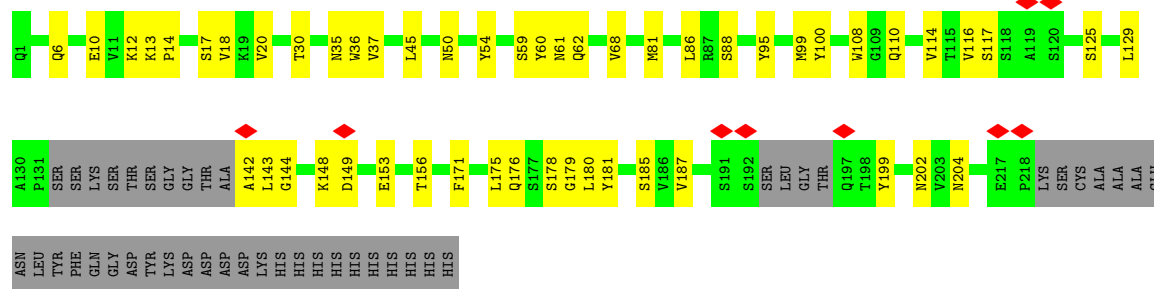 Q1 Q6 E10 V11 K12 K13 P14 S17 V18 K19 V20 T30 N35 W36 V37 L45 N50 Y54 S59 Y60 N61 Q62 V68 M81 L86 R87 S88 Y95 M99 Y100 W108 G109 Q110 V114 T115 V116 S117 S118 A119 S120 S125 L129
A130 P131 SER SER LYS SER THR SER GLY GLY THR ALA A142 L143 G144 K148 D149 E153 T156 F171 L175 Q176 S177 S178 G179 L180 Y181 S185 V186 V187 S191 S192 SER LEU GLY THR Q197 T198 Y199 N202 V203 N204 E217 P218 LYS SER CYS ALA ALA ALA GLU
ASN LEU TYR PHE GLN GLY ASP TYR LYS ASP ASP ASP ASP LYS HIS HIS HIS HIS HIS HIS HIS HIS HIS HIS